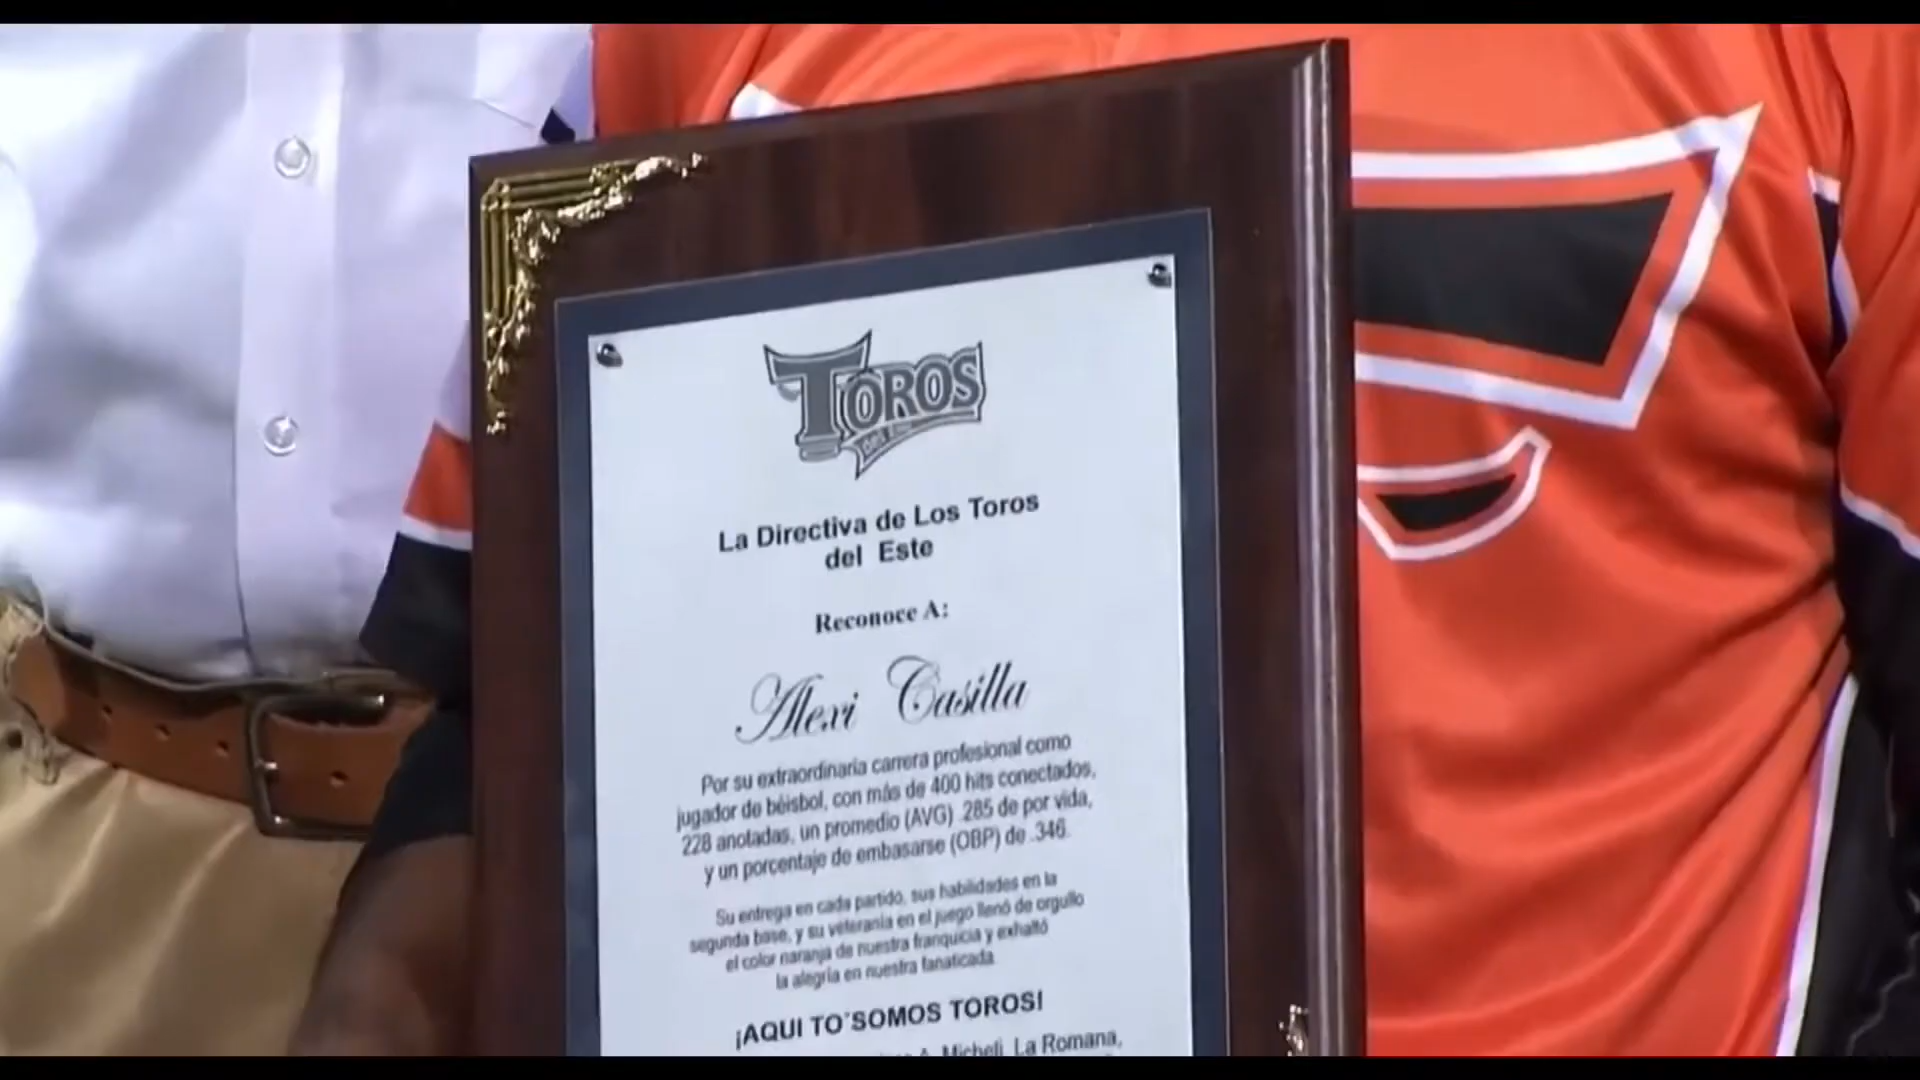 TOROS
del Este
La Directiva de Los Toros
del Este
Reconoce A:
Alexi Casilla
Por su extraordinaria carrera profesional como
jugador de béisbol, con más de 400 hits conectados,
228 anotadas, un promedio (AVG) .285 de por vida,
y un porcentaje de embasarse (OBP) de .346.
Su entrega en cada partido, sus habilidades en la
segunda base, y su veteranía en el juego llenó de orgullo
el color naranja de nuestra franquicia y exhaltó
la alegría en nuestra fanaticada
¡AQUI TO´SOMOS TOROS!
A. Micheli, La Romana,